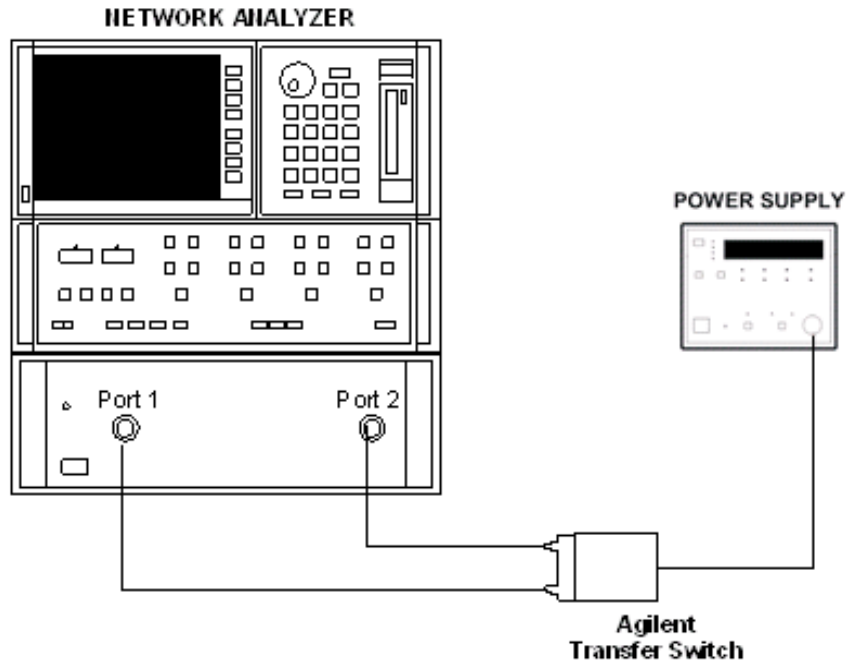 NETWORK ANALYZER
POWER SUPPLY
Port 1
Port 2
Agilent
Transfer Switch